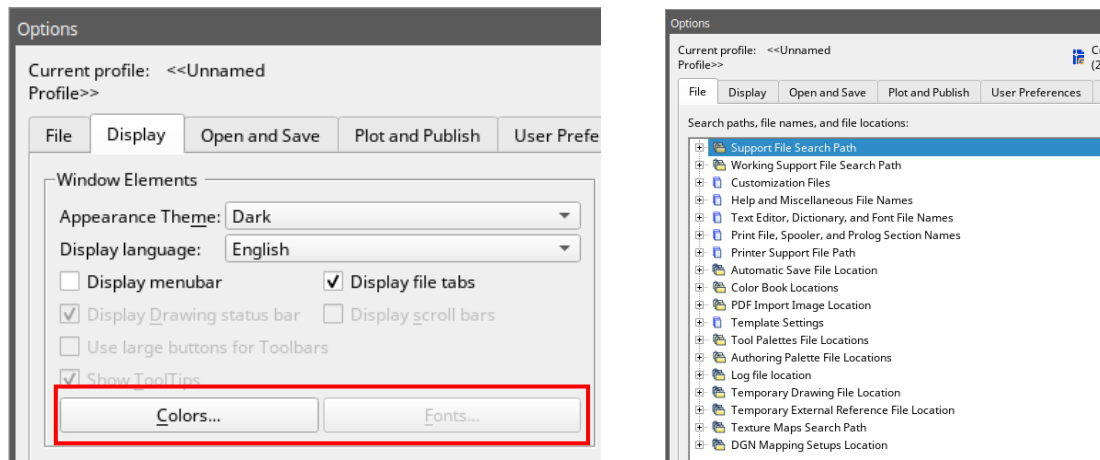 Options
Current profile: <<Unnamed
Profile>>
File Display Open and Save Plot and Publish User Prefe
Window Elements
Appearance Theme: Dark
Display language: English
Display menubar Display file tabs
Display Drawing status bar Display scroll bars
Use large buttons for Toolbars
Show ToolTips
Colors... Fonts...
Options
Current profile: <<Unnamed
Profile>>
C
(2
File Display Open and Save Plot and Publish User Preferences
Search paths, file names, and file locations:
Support File Search Path
Working Support File Search Path
Customization Files
Help and Miscellaneous File Names
Text Editor, Dictionary, and Font File Names
Print File, Spooler, and Prolog Section Names
Printer Support File Path
Automatic Save File Location
Color Book Locations
PDF Import Image Location
Template Settings
Tool Palettes File Locations
Authoring Palette File Locations
Log file location
Temporary Drawing File Location
Temporary External Reference File Location
Texture Maps Search Path
DGN Mapping Setups Location